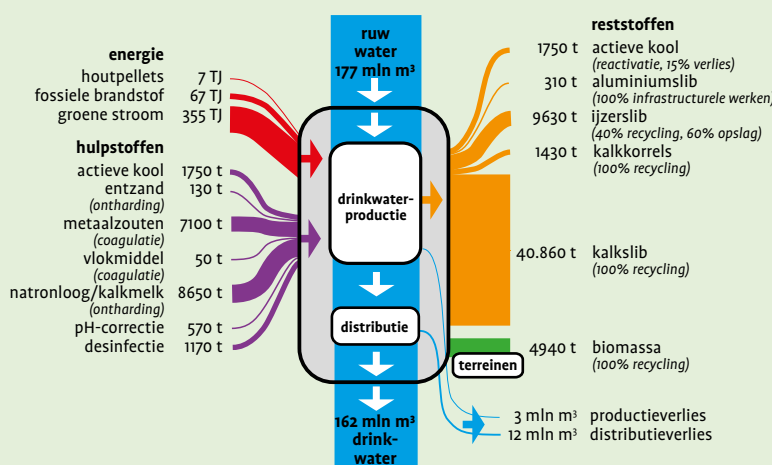 energie
houtpellets 7 TJ
fossiele brandstof 67 TJ
groene stroom 355 TJ
hulpstoffen
actieve kool 1750 t
entzand 130 t
(ontharding)
metaalzouten 7100 t
(coagulatie)
vlokmiddel 50 t
(coagulatie)
natronloog/kalkmelk 8650 t
(ontharding)
pH-correctie 570 t
desinfectie 1170 t
ruw
water
177 mln m³
drinkwater-
productie
distributie
162 mln m³
drink-
water
reststoffen
1750 t actieve kool
(reactivatie, 15% verlies)
310 t aluminiumslib
(100% infrastructurele werken)
9630 t ijzerslib
(40% recycling, 60% opslag)
1430 t kalkkorrels
(100% recycling)
40.860 t kalkslib
(100% recycling)
4940 t biomassa
(100% recycling)
terreinen
3 mln m³ productieverlies
12 mln m³ distributieverlies